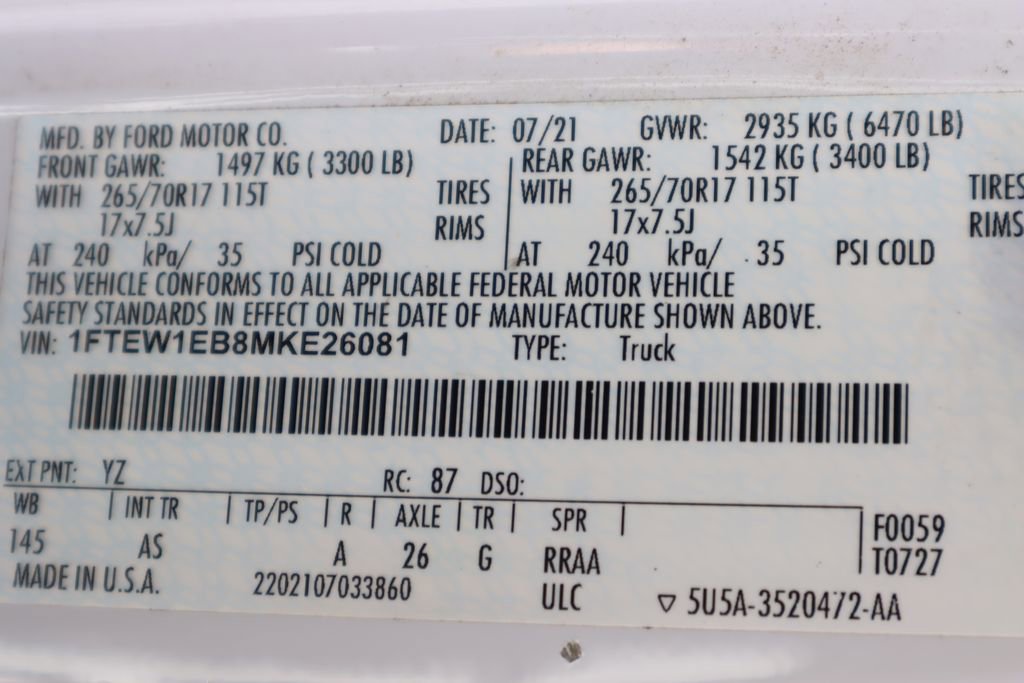 MFD. BY FORD MOTOR CO. DATE: 07/21 GVWR: 2935 KG ( 6470 LB)
FRONT GAWR: 1497 KG ( 3300 LB) REAR GAWR: 1542 KG ( 3400 LB)
WITH 265/70R17 115T TIRES WITH 265/70R17 115T TIRES
17x7.5J RIMS 17x7.5J RIMS
AT 240 kPa/ 35 PSI COLD AT 240 kPa/ 35 PSI COLD
THIS VEHICLE CONFORMS TO ALL APPLICABLE FEDERAL MOTOR VEHICLE
SAFETY STANDARDS IN EFFECT ON THE DATE OF MANUFACTURE SHOWN ABOVE.
VIN: 1FTEW1EB8MKE26081 TYPE: Truck
EXT PNT: YZ RC: 87 DSO:
WB | INT TR | TP/PS | R | AXLE | TR | SPR | F0059
145 AS A 26 G RRAA T0727
MADE IN U.S.A. 2202107033860 ULC ▽ 5U5A-3520472-AA